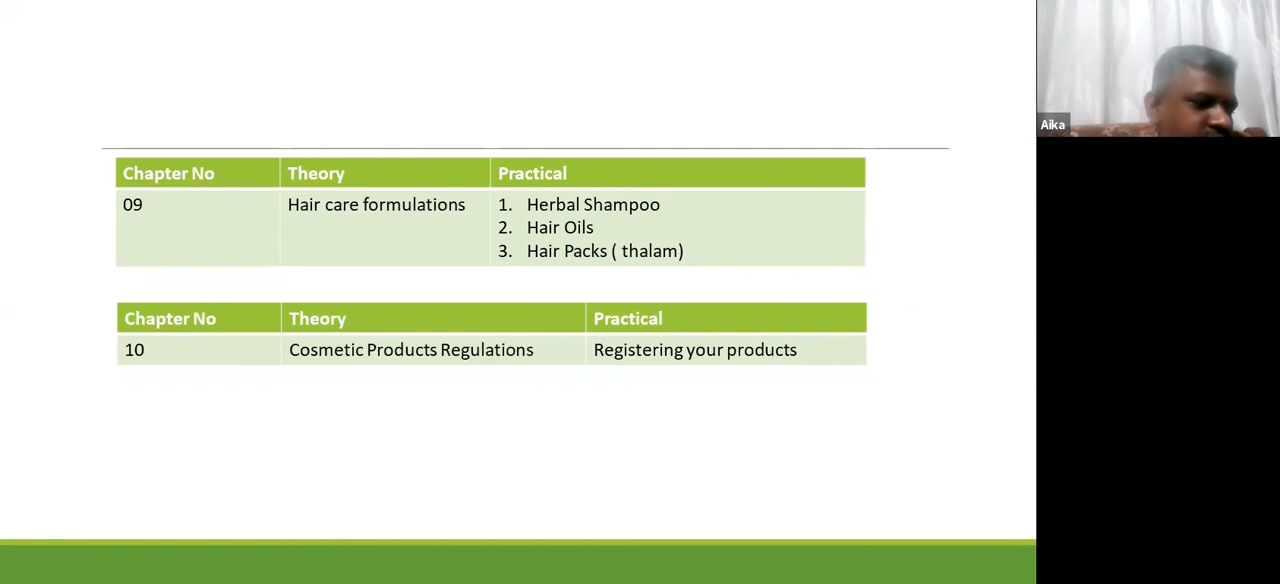 Chapter No Theory Practical
09 Hair care formulations 1. Herbal Shampoo
2. Hair Oils
3. Hair Packs ( thalam)
Chapter No Theory Practical
10 Cosmetic Products Regulations Registering your products
Aika